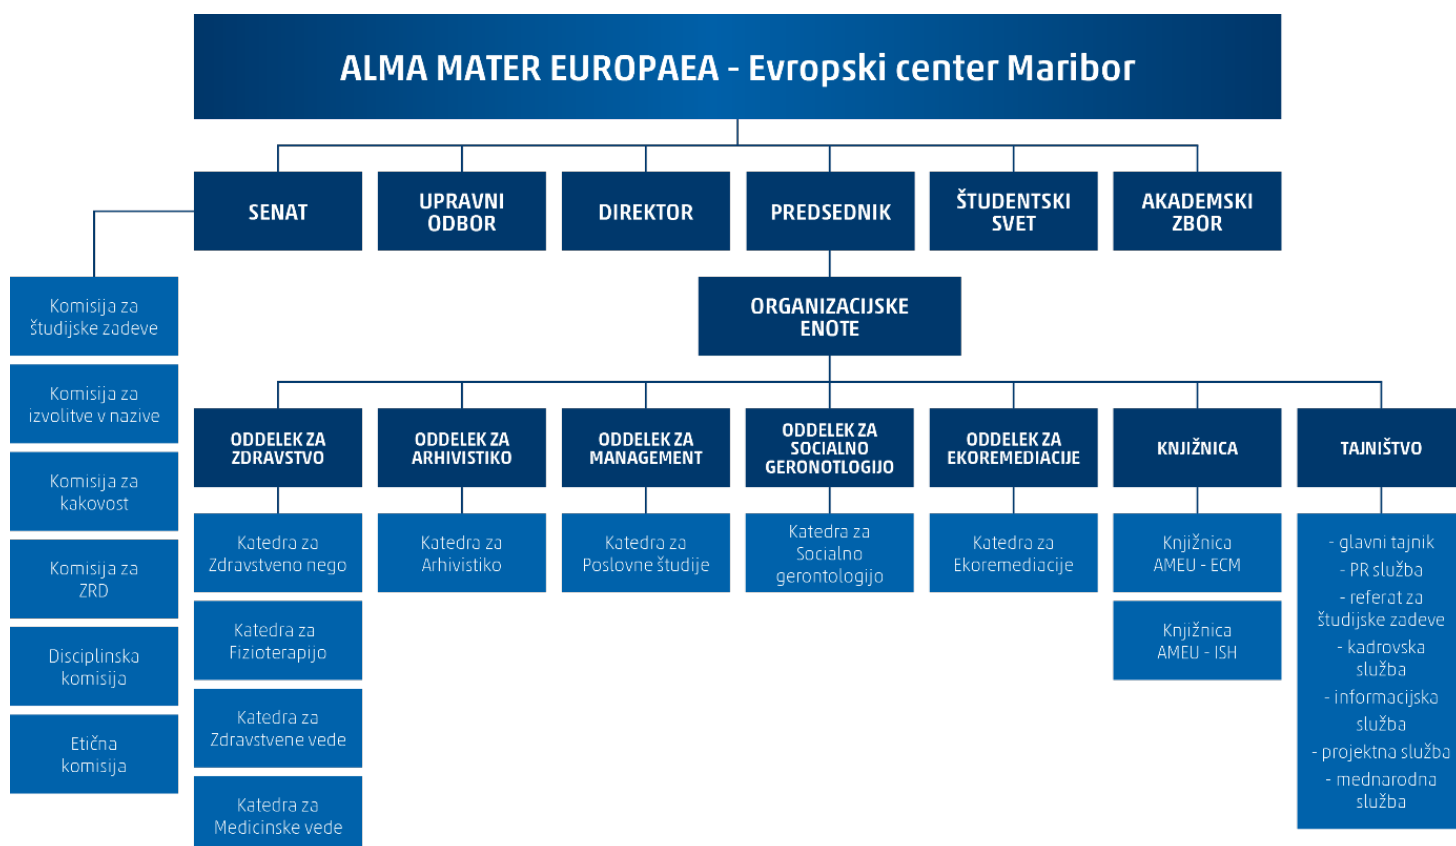 ALMA MATER EUROPAEA - Evropski center Maribor
SENAT
UPRAVNI
ODBOR
DIREKTOR
PREDSEDNIK
ŠTUDENTSKI
SVET
AKADEMSKI
ZBOR
Komisija za
študijske zadeve
Komisija za
izvolitve v nazive
Komisija za
kakovost
Komisija za
ZRD
Disciplinska
komisija
Etična
komisija
ORGANIZACIJSKE
ENOTE
ODDELEK ZA
ZDRAVSTVO
Katedra za
Zdravstveno nego
Katedra za
Fizioterapijo
Katedra za
Zdravstvene vede
Katedra za
Medicinske vede
ODDELEK ZA
ARHIVISTIKO
Katedra za
Arhivistiko
ODDELEK ZA
MANAGEMENT
Katedra za
Poslovne študije
ODDELEK ZA
SOCIALNO
GERONOTLOGIJO
Katedra za
Socialno
gerontologijo
ODDELEK ZA
EKOREMEDIACIJE
Katedra za
Ekoremediacije
KNJIŽNICA
Knjižnica
AMEU - ECM
Knjižnica
AMEU - ISH
TAJNIŠTVO
- glavni tajnik
- PR služba
- referat za
študijske zadeve
- kadrovska
služba
- informacijska
služba
- projektna služba
- mednarodna
služba